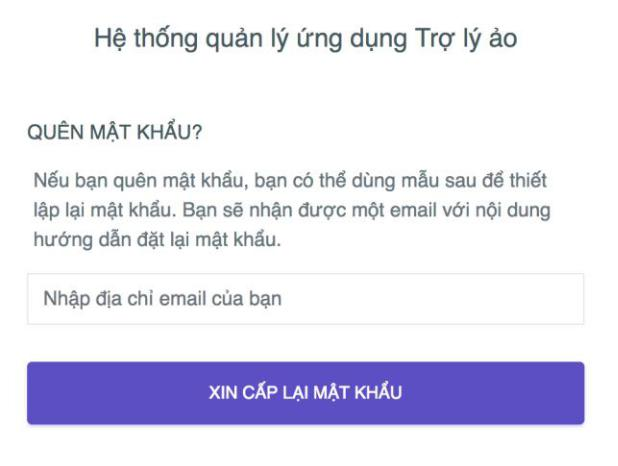 Hệ thống quản lý ứng dụng Trợ lý ảo
QUÊN MẬT KHẨU?
Nếu bạn quên mật khẩu, bạn có thể dùng mẫu sau để thiết
lập lại mật khẩu. Bạn sẽ nhận được một email với nội dung
hướng dẫn đặt lại mật khẩu.
Nhập địa chỉ email của bạn
XIN CẤP LẠI MẬT KHẨU